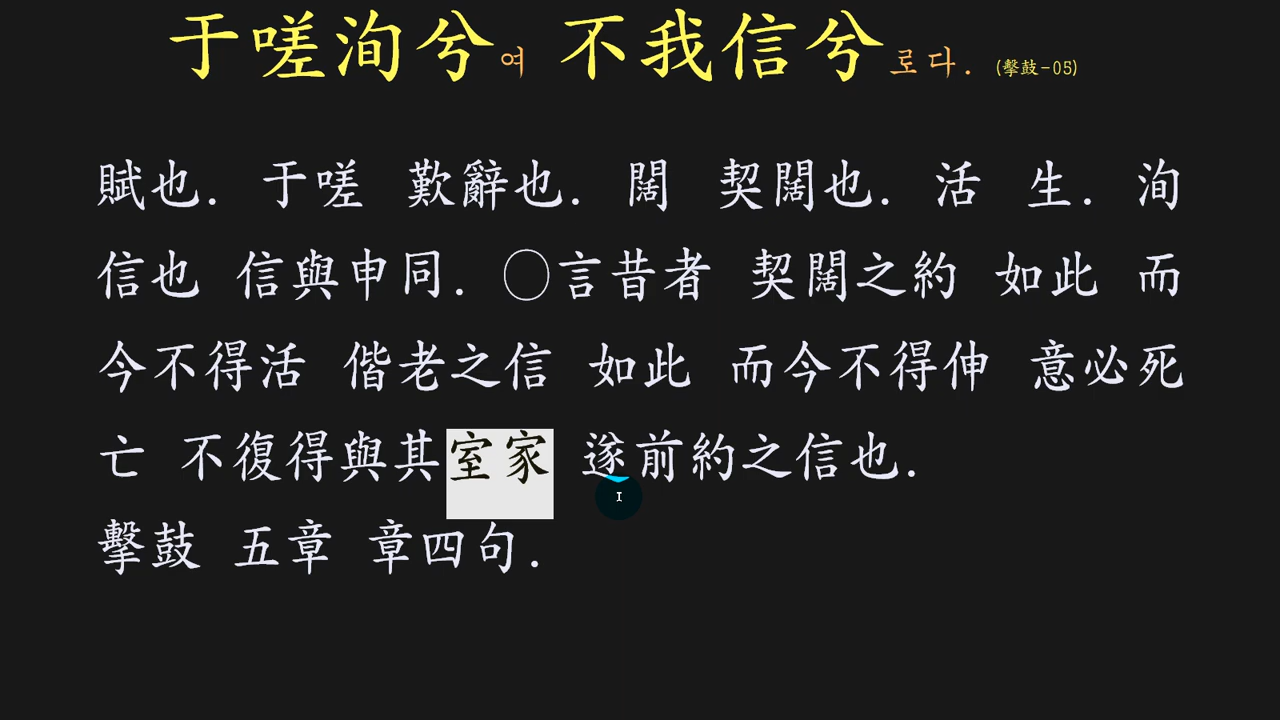 于嗟洵兮여 不我信兮로다. (擊鼓-05)
賦也. 于嗟 歎辭也. 闊 契闊也. 活 生. 洵
信也 信與申同. ◯言昔者 契闊之約 如此 而
今不得活 偕老之信 如此 而今不得伸 意必死
亡 不復得與其室家 遂前約之信也.
擊鼓 五章 章四句.